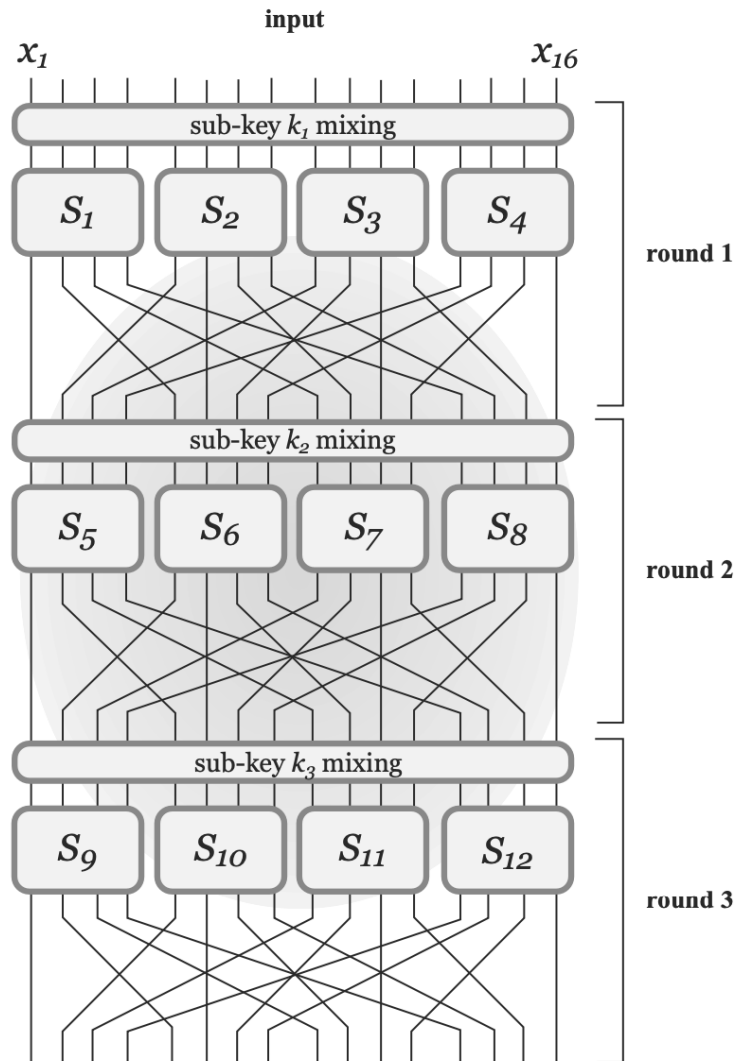 input
x₁ x₁₆
sub-key k₁ mixing
S₁ S₂ S₃ S₄
round 1
sub-key k₂ mixing
S₅ S₆ S₇ S₈
round 2
sub-key k₃ mixing
S₉ S₁₀ S₁₁ S₁₂
round 3